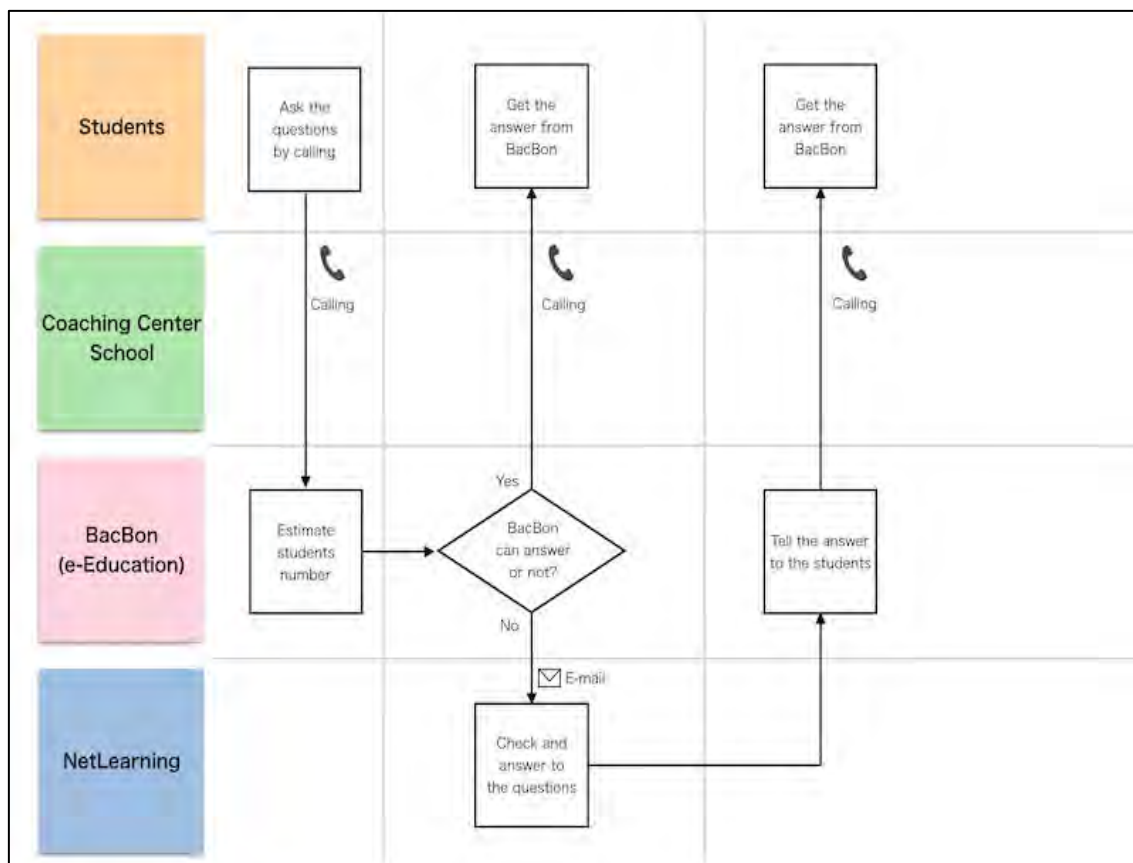 Students
Ask the
questions
by calling
Get the
answer from
BacBon
Get the
answer from
BacBon
Coaching Center
School
Calling
Calling
Calling
BacBon
(e-Education)
Estimate
students
number
Yes
BacBon
can answer
or not?
No
Tell the answer
to the students
NetLearning
E-mail
Check and
answer to
the questions